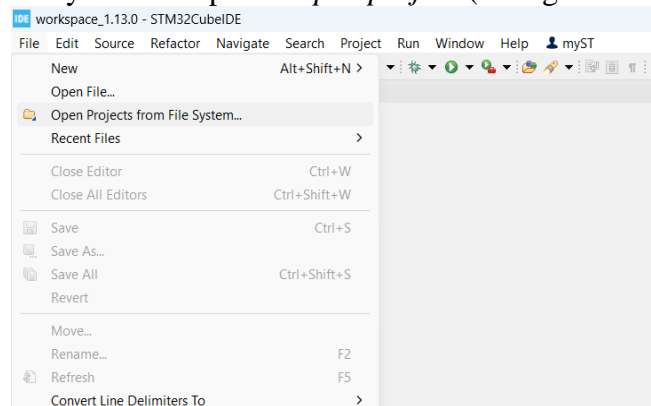 workspace_1.13.0 - STM32CubeIDE
File Edit Source Refactor Navigate Search Project Run Window Help myST
New Alt+Shift+N >
Open File...
Open Projects from File System...
Recent Files >
Close Editor Ctrl+W
Close All Editors Ctrl+Shift+W
Save Ctrl+S
Save As...
Save All Ctrl+Shift+S
Revert
Move...
Rename... F2
Refresh F5
Convert Line Delimiters To >